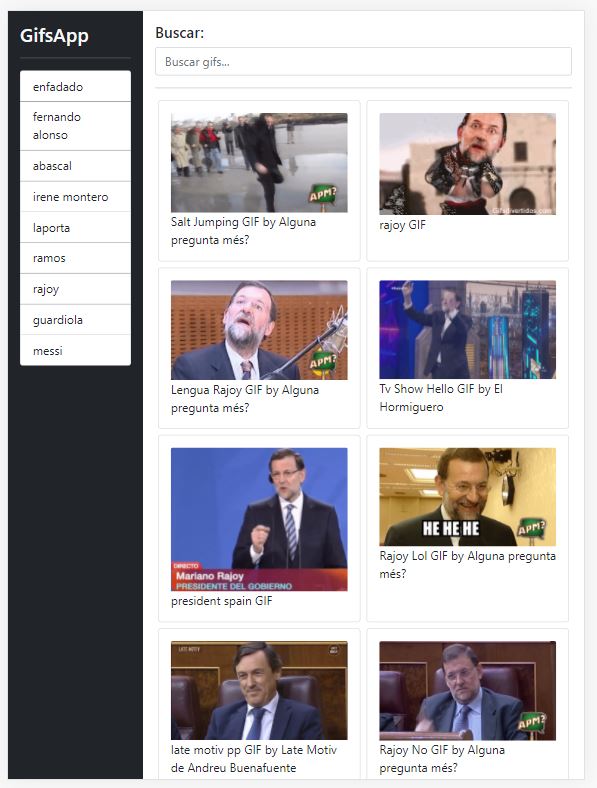 GifsApp
enfadado
fernando
alonso
abascal
irene montero
laporta
ramos
rajoy
guardiola
messi
Buscar:
Buscar gifs...
APM?
Salt Jumping GIF by Alguna
pregunta més?
Gifsdivertidos.com
rajoy GIF
APM?
Lengua Rajoy GIF by Alguna
pregunta més?
Tv Show Hello GIF by El
Hormiguero
DIRECTO
Mariano Rajoy
PRESIDENTE DEL GOBIERNO
president spain GIF
HE HE HE
APM?
Rajoy Lol GIF by Alguna pregunta
més?
LATE MOTIV
late motiv pp GIF by Late Motiv
de Andreu Buenafuente
APM?
Rajoy No GIF by Alguna
pregunta més?